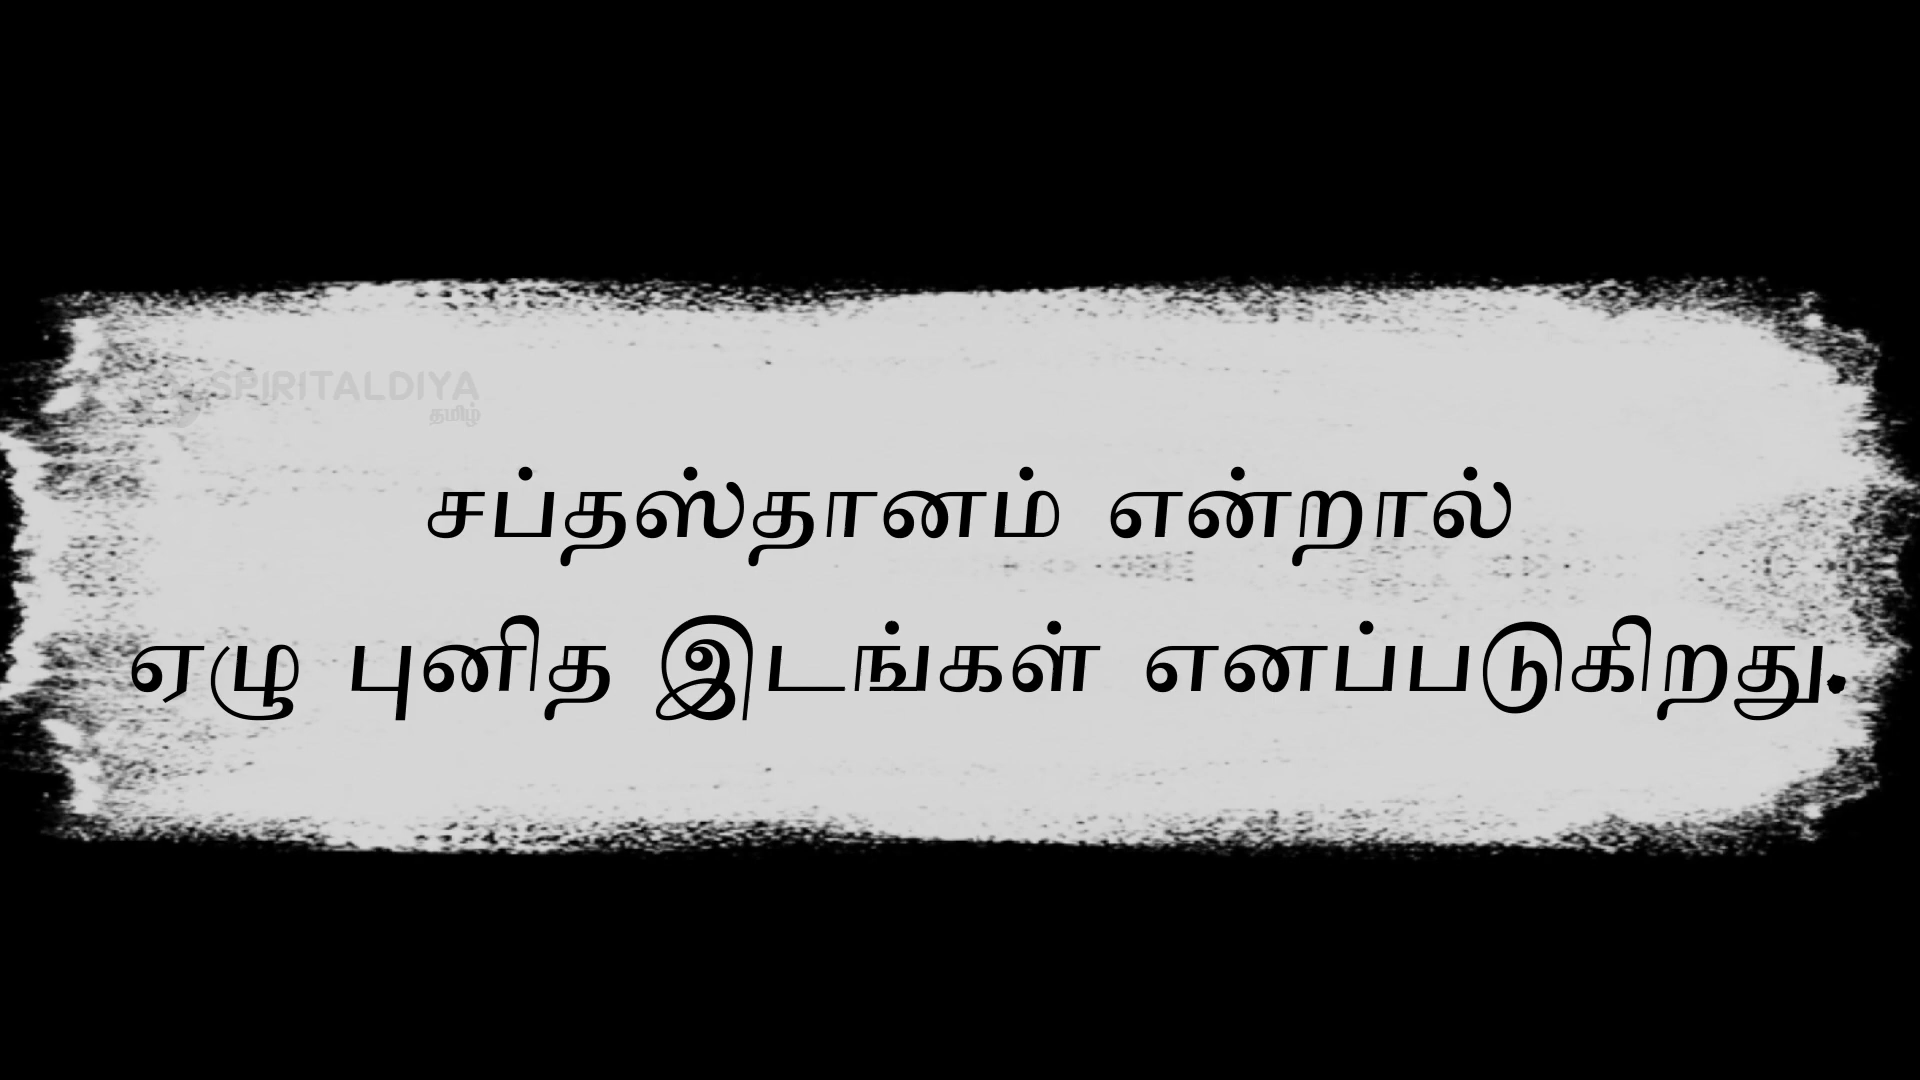 SPIRITALDIYA
தமிழ்
சப்தஸ்தானம் என்றால்
ஏழு புனித இடங்கள் எனப்படுகிறது.